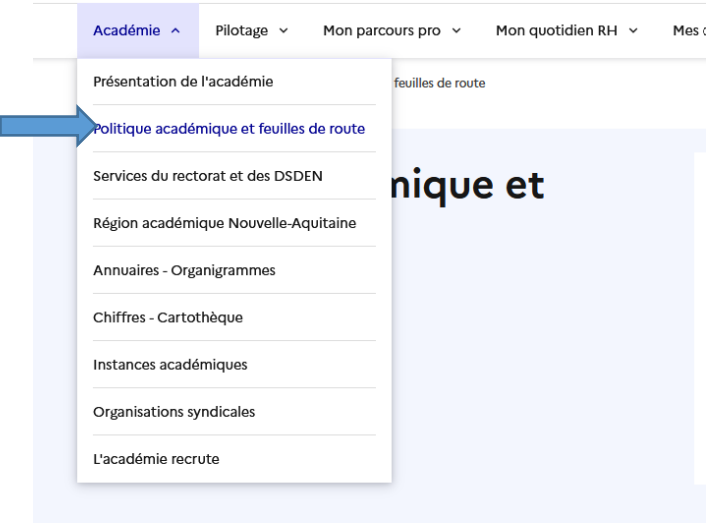 Académie Pilotage Mon parcours pro Mon quotidien RH Mes
Présentation de l'académie
feuilles de route
Politique académique et feuilles de route
Services du rectorat et des DSDEN
mique et
Région académique Nouvelle-Aquitaine
Annuaires - Organigrammes
Chiffres - Cartothèque
Instances académiques
Organisations syndicales
L'académie recrute